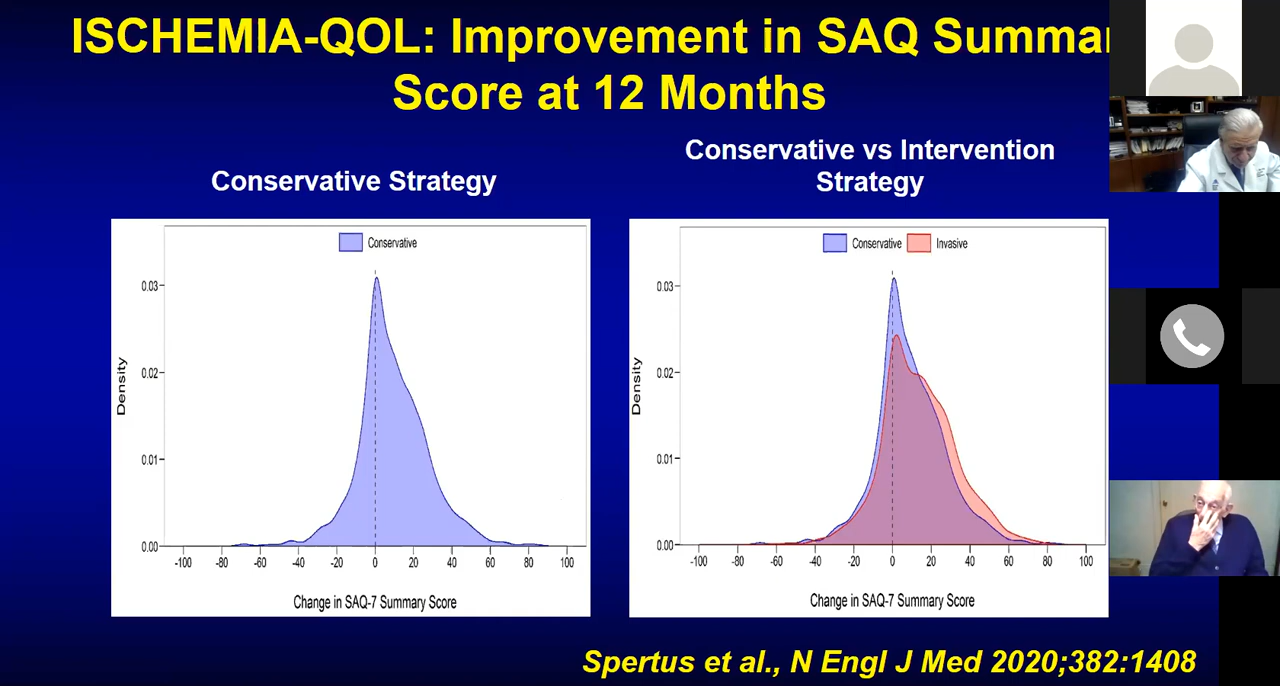 ISCHEMIA-QOL: Improvement in SAQ Summar
Score at 12 Months
Conservative Strategy
Conservative vs Intervention
Strategy
Conservative
0.03
0.02
0.01
0.00
Density
-100 -80 -60 -40 -20 0 20 40 60 80 100
Change in SAQ-7 Summary Score
Conservative Invasive
0.03
0.02
0.01
0.00
Density
-100 -80 -60 -40 -20 0 20 40 60 80 100
Change in SAQ-7 Summary Score
Spertus et al., N Engl J Med 2020;382:1408